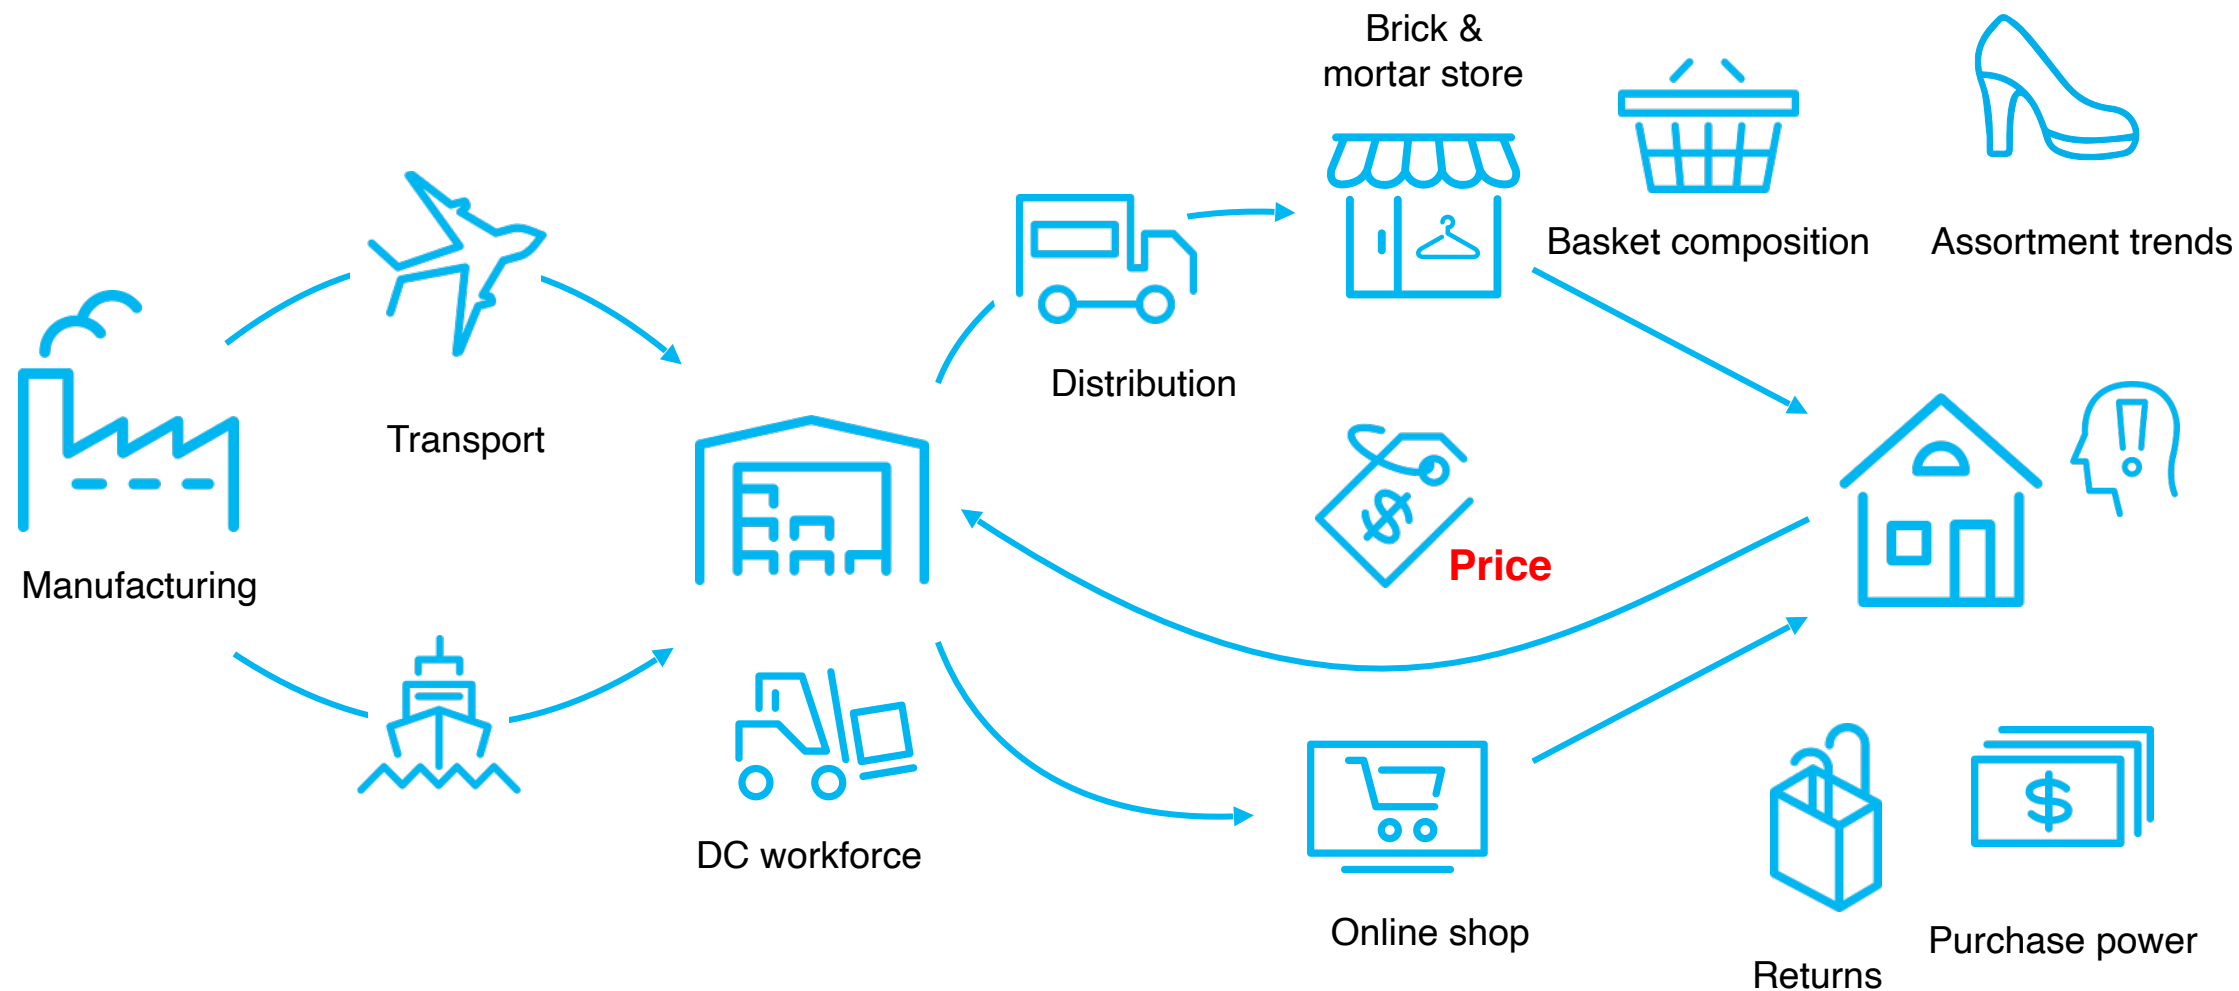 Brick &
mortar store
Basket composition
Assortment trends
Distribution
Transport
$
Price
Manufacturing
DC workforce
Online shop
$
Purchase power
Returns